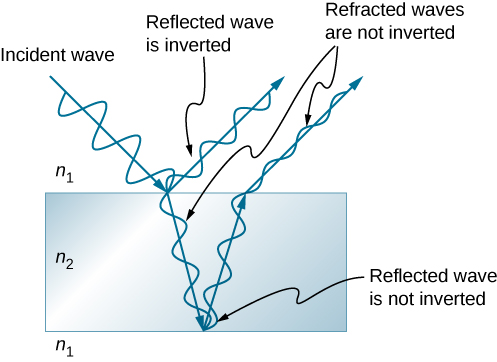 Reflected wave
is inverted
Refracted waves
are not inverted
Incident wave
n1
n2
Reflected wave
is not inverted
n1